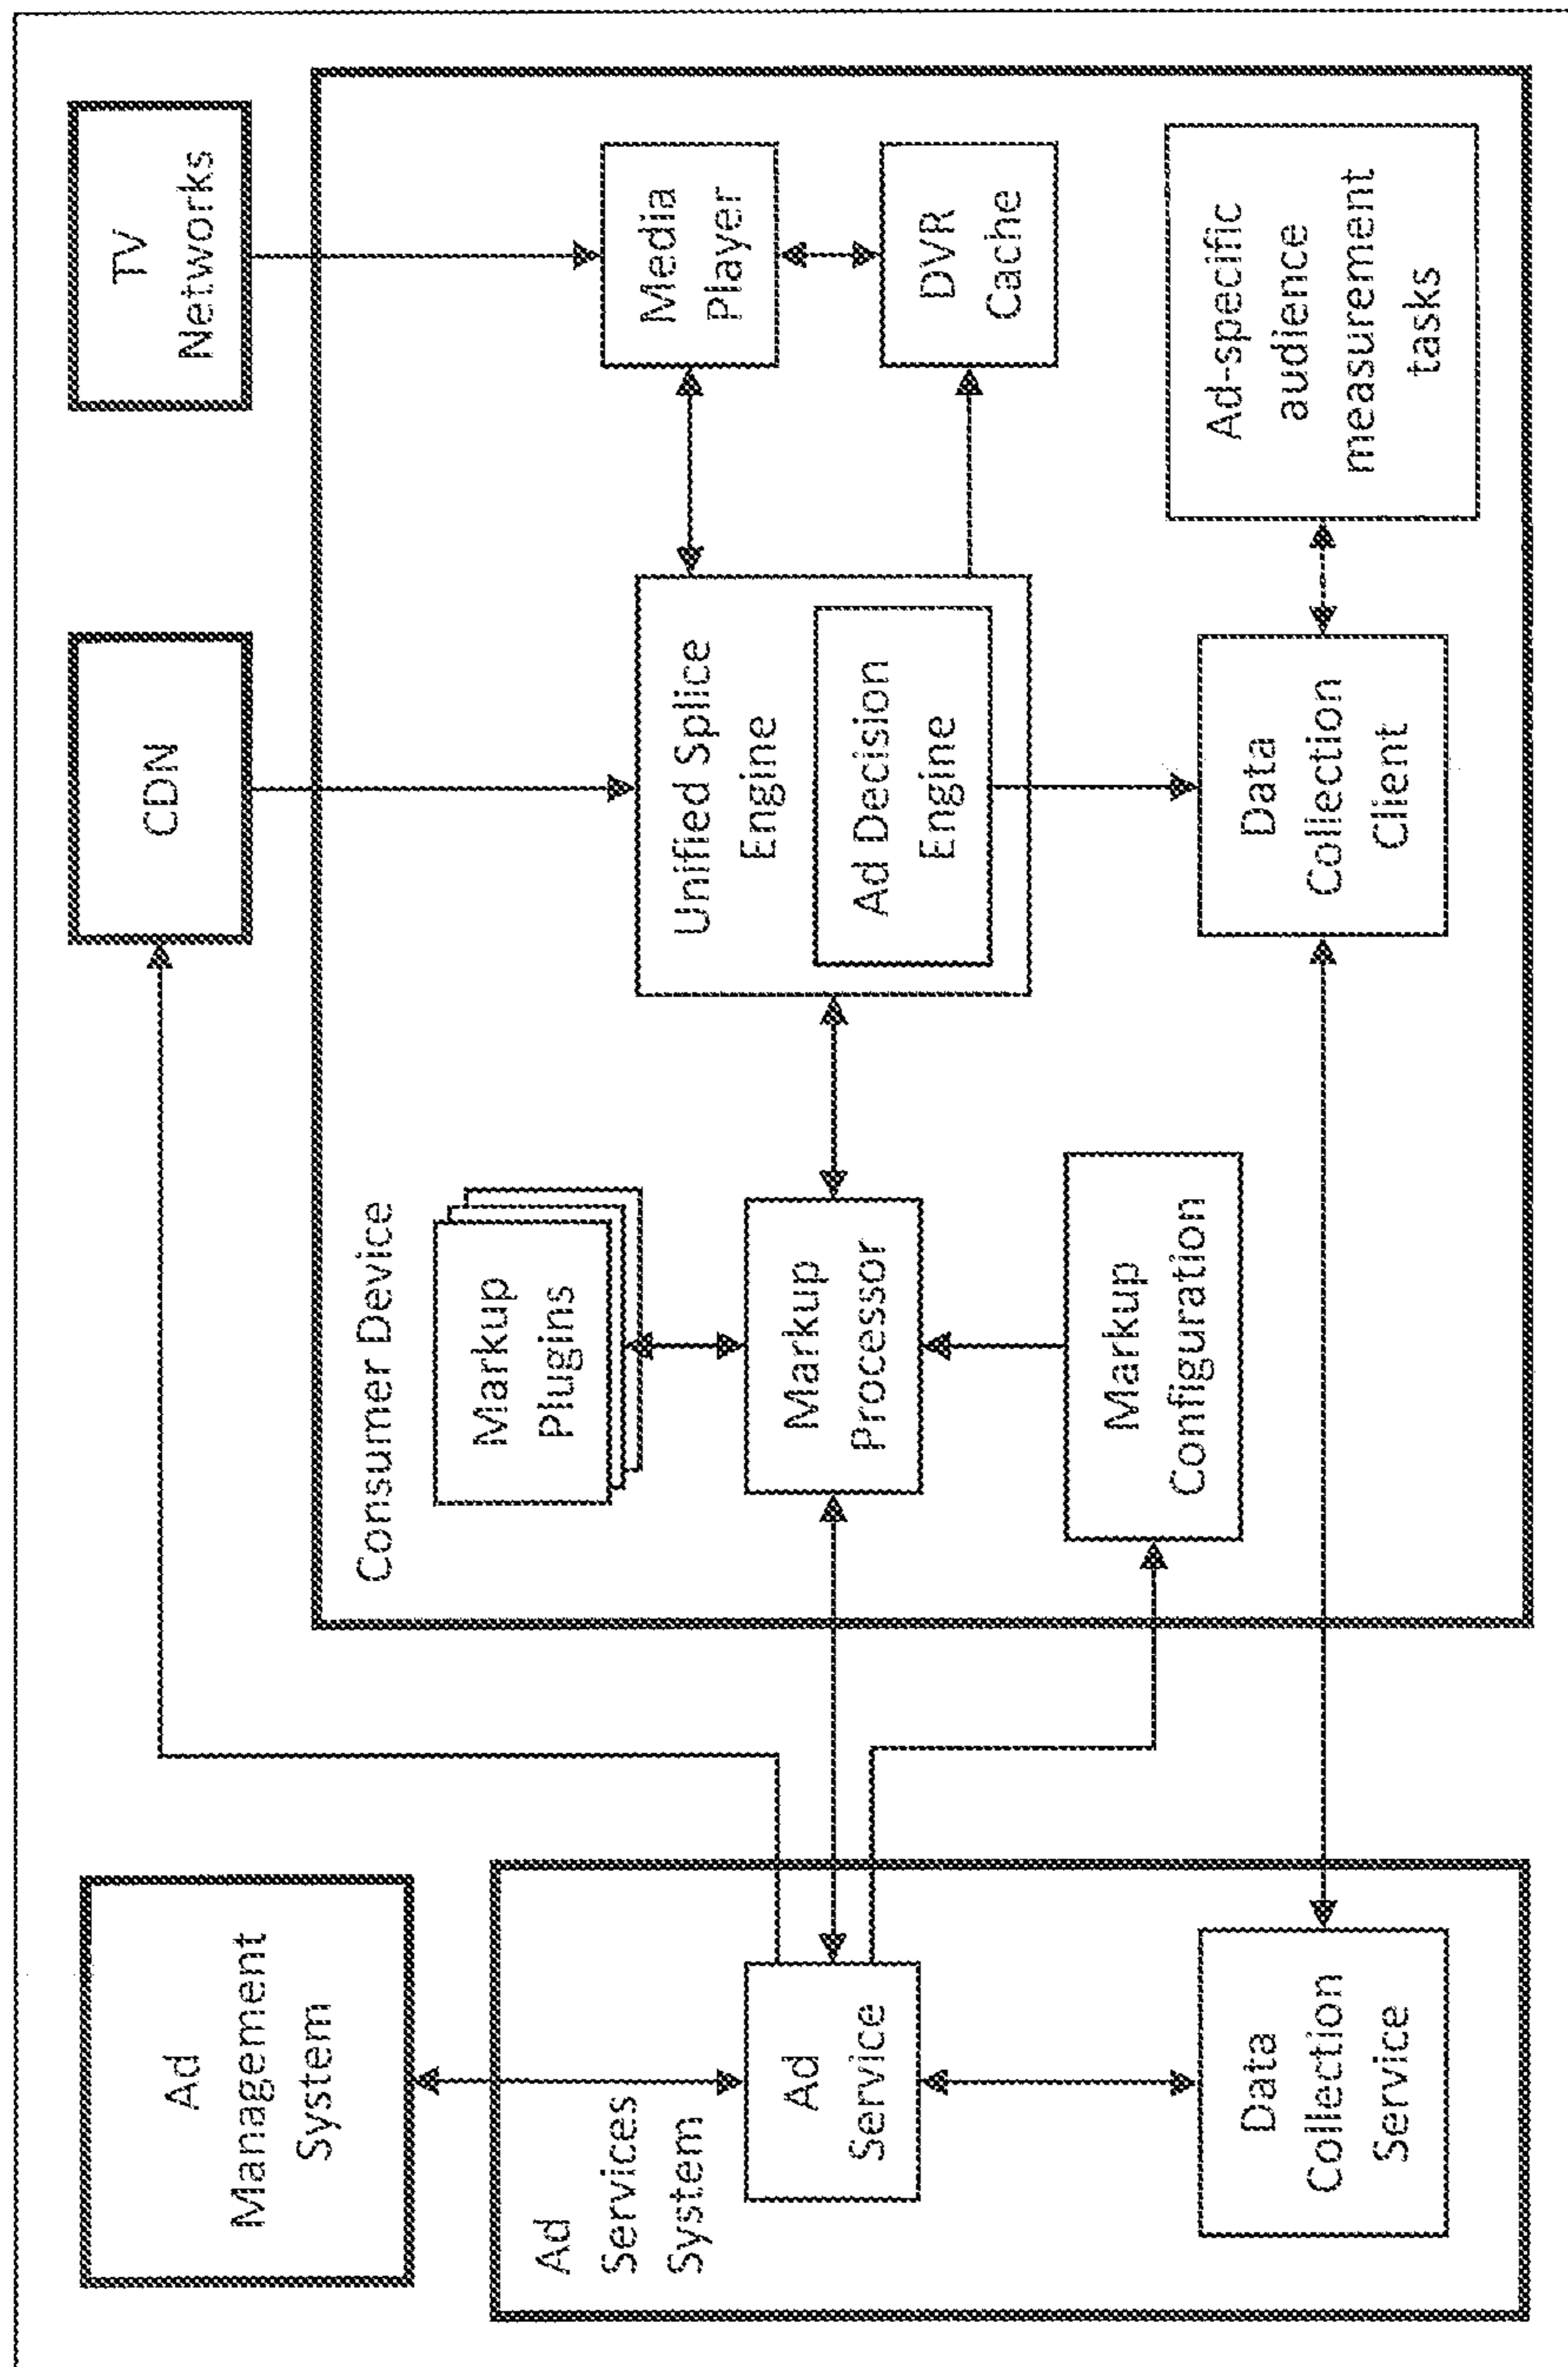 Ad
Management
System
CDN
TV
Networks
Consumer Device
Markup
Plugins
Unified Splice
Engine
Media
Player
Ad
Services
System
Ad
Service
Markup
Processor
Ad Decision
Engine
DVR
Cache
Markup
Configuration
Data
Collection
Service
Data
Collection
Client
Ad-specific
audience
measurement
tasks